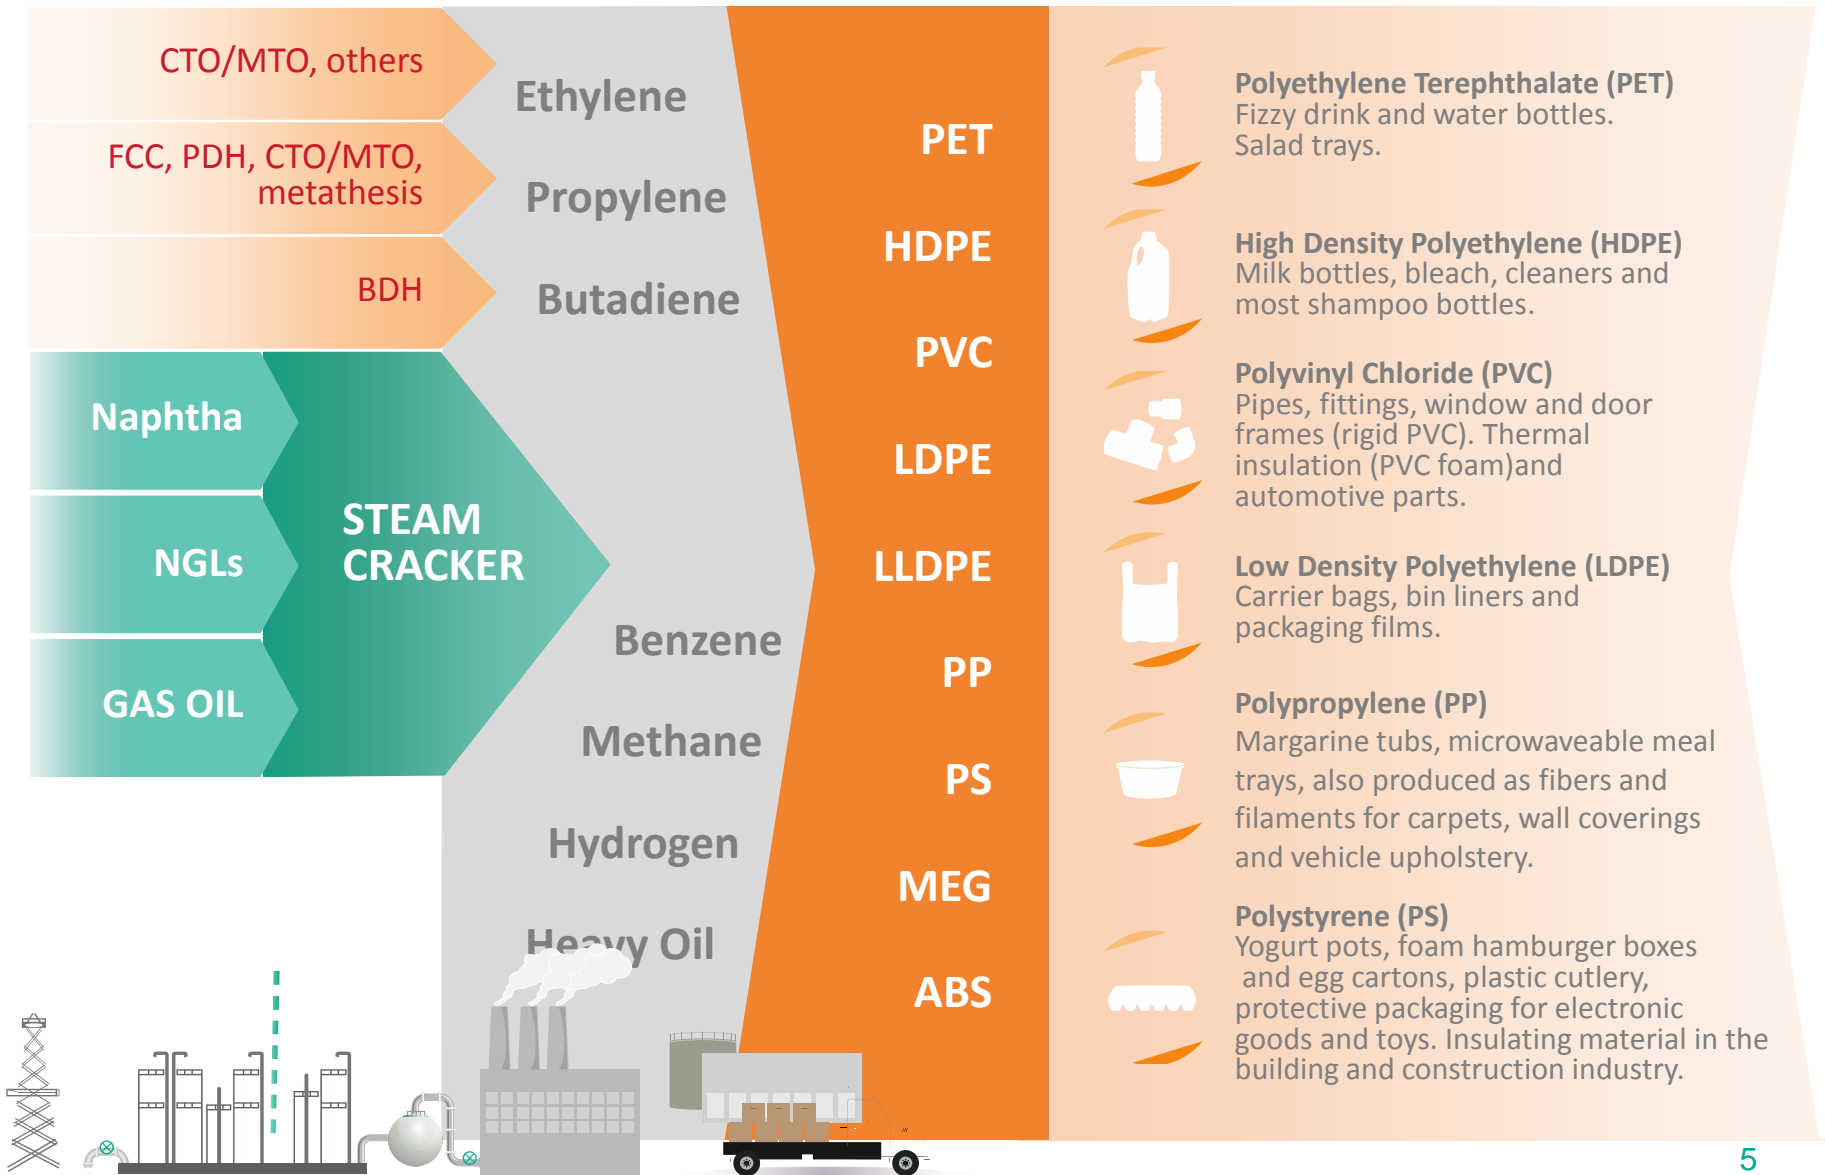 CTO/MTO, others
FCC, PDH, CTO/MTO,
metathesis
BDH
Naphtha
NGLs
GAS OIL
STEAM
CRACKER
Ethylene
Propylene
Butadiene
Benzene
Methane
Hydrogen
Heavy Oil
PET
HDPE
PVC
LDPE
LLDPE
PP
PS
MEG
ABS
Polyethylene Terephthalate (PET)
Fizzy drink and water bottles.
Salad trays.
High Density Polyethylene (HDPE)
Milk bottles, bleach, cleaners and
most shampoo bottles.
Polyvinyl Chloride (PVC)
Pipes, fittings, window and door
frames (rigid PVC). Thermal
insulation (PVC foam)and
automotive parts.
Low Density Polyethylene (LDPE)
Carrier bags, bin liners and
packaging films.
Polypropylene (PP)
Margarine tubs, microwaveable meal
trays, also produced as fibers and
filaments for carpets, wall coverings
and vehicle upholstery.
Polystyrene (PS)
Yogurt pots, foam hamburger boxes
and egg cartons, plastic cutlery,
protective packaging for electronic
goods and toys. Insulating material in the
building and construction industry.
5